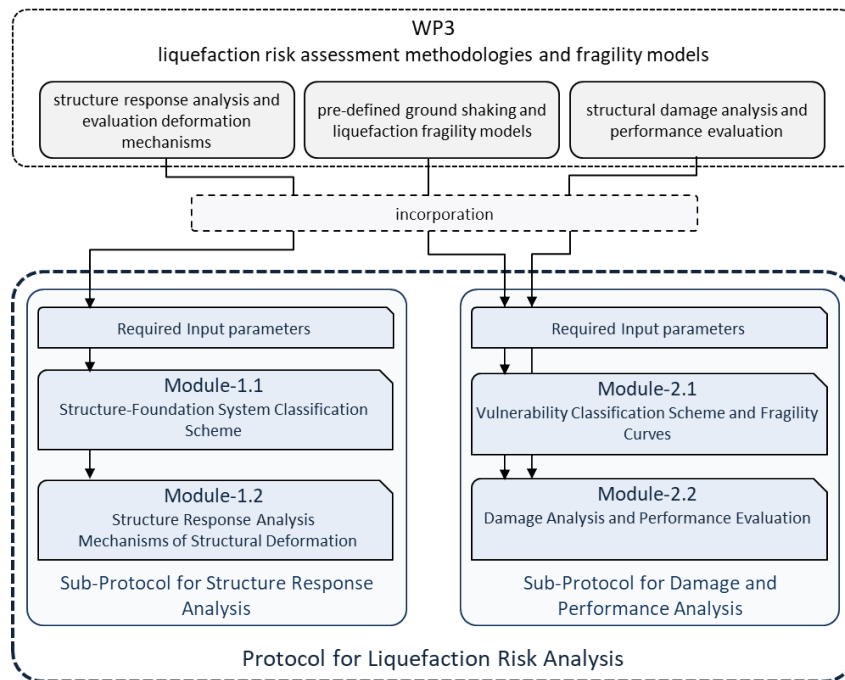 WP3
liquefaction risk assessment methodologies and fragility models
structure response analysis and
evaluation deformation
mechanisms
pre-defined ground shaking and
liquefaction fragility models
structural damage analysis and
performance evaluation
incorporation
Required Input parameters
Module-1.1
Structure-Foundation System Classification
Scheme
Module-1.2
Structure Response Analysis
Mechanisms of Structural Deformation
Sub-Protocol for Structure Response
Analysis
Required Input parameters
Module-2.1
Vulnerability Classification Scheme and Fragility
Curves
Module-2.2
Damage Analysis and Performance Evaluation
Sub-Protocol for Damage and
Performance Analysis
Protocol for Liquefaction Risk Analysis